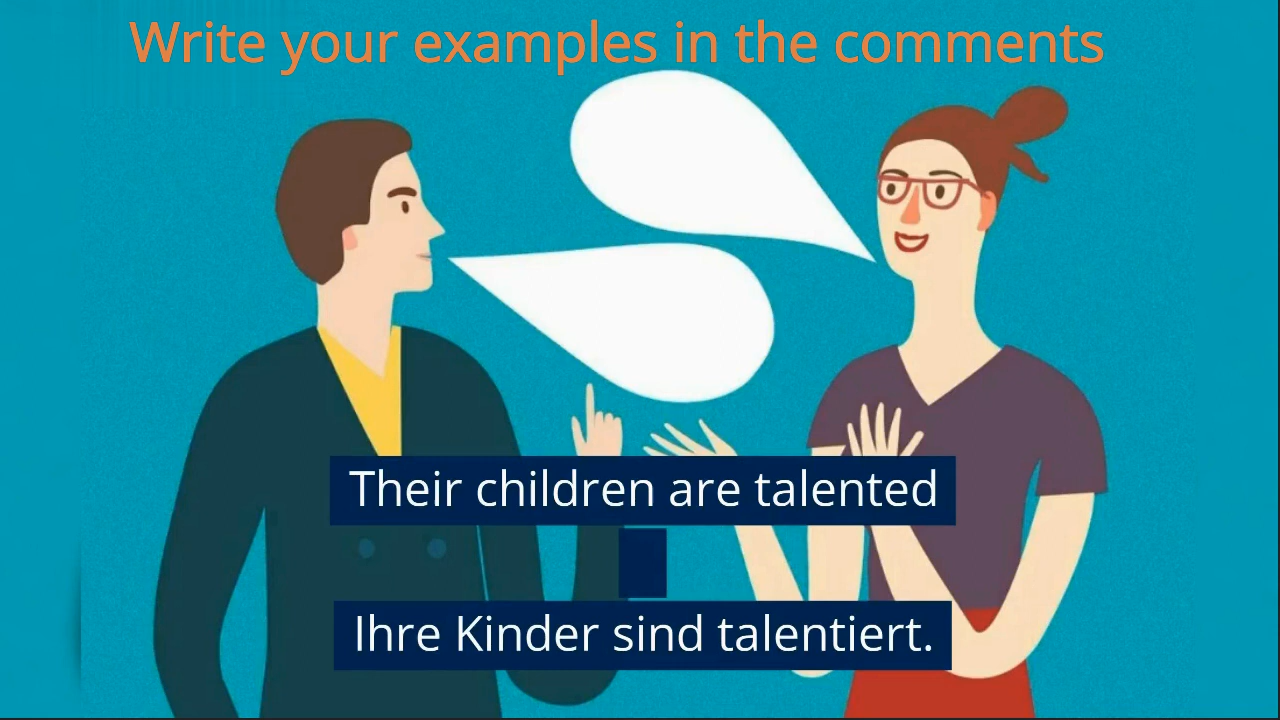 Write your examples in the comments
Their children are talented
Ihre Kinder sind talentiert.